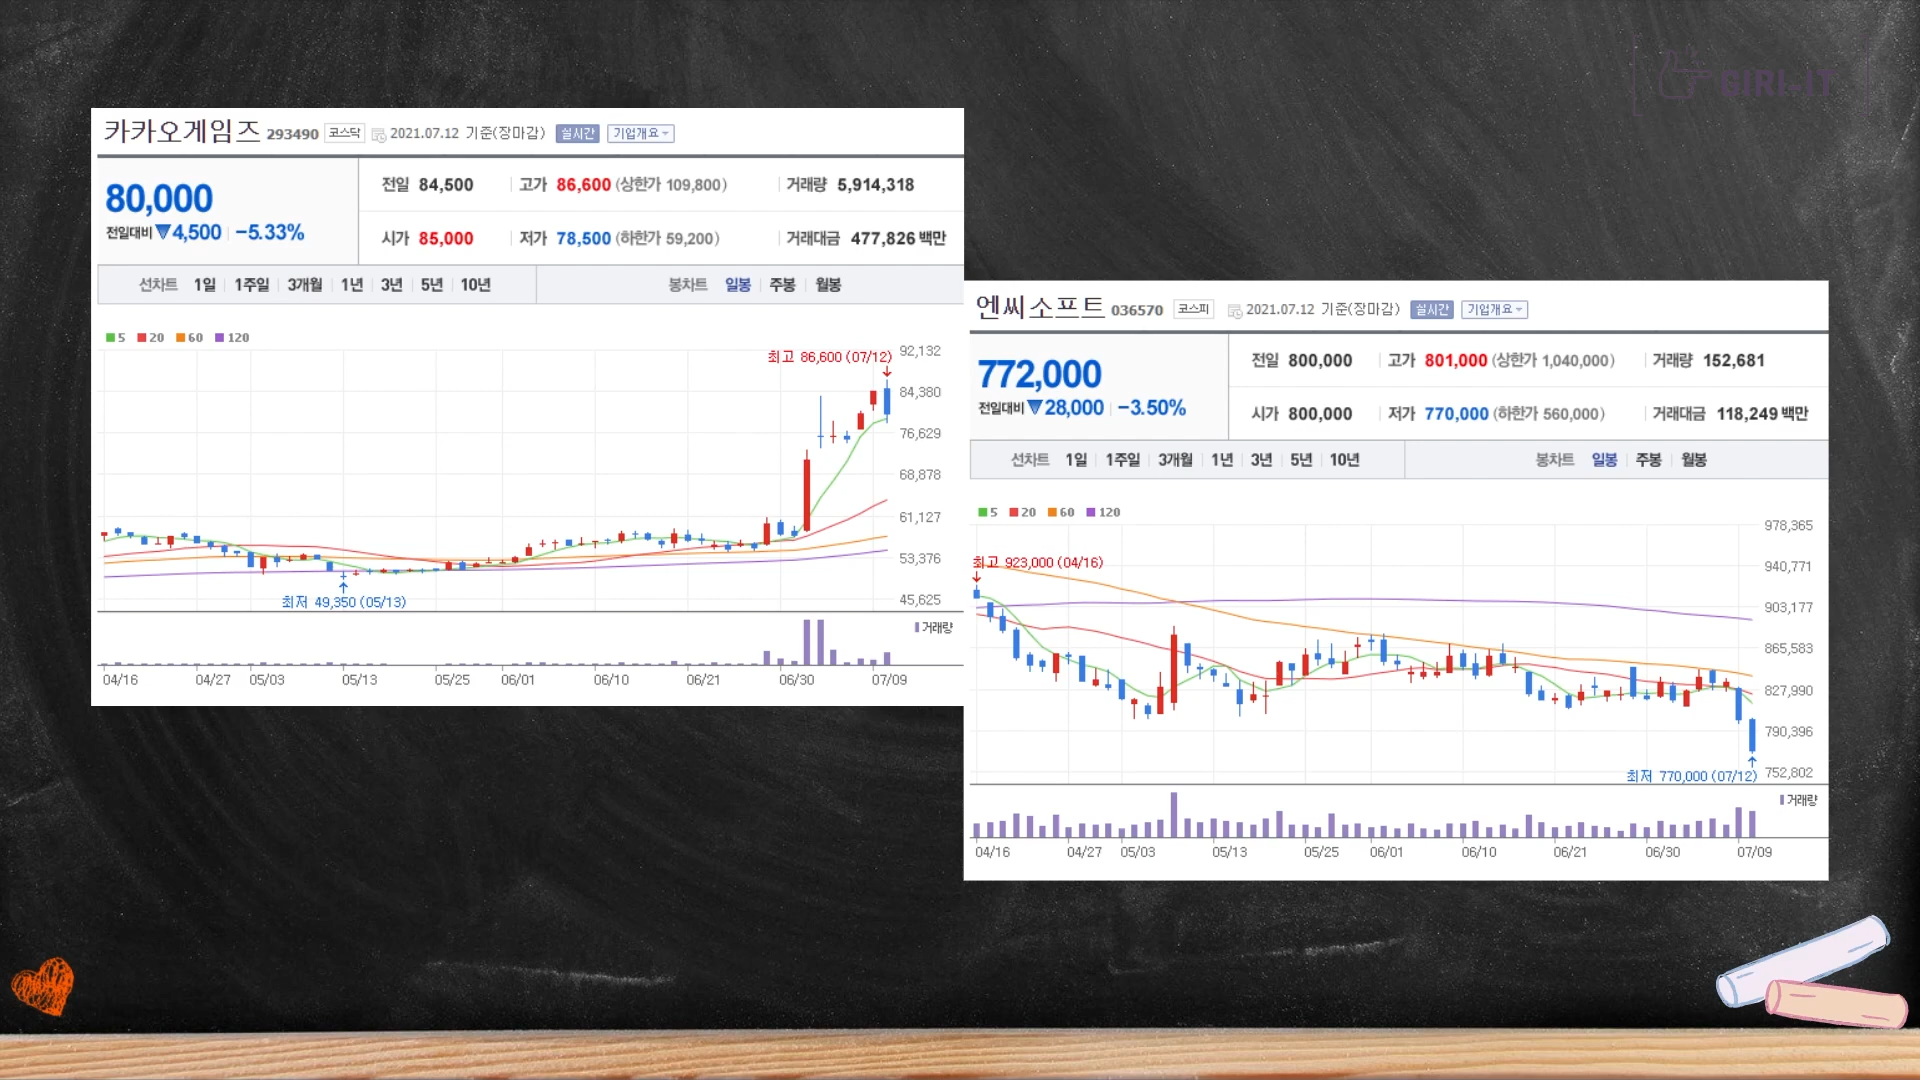 GIRI-IT
카카오게임즈 293490 코스닥 2021.07.12 기준(장마감) 실시간 기업개요
80,000
전일대비 ▼4,500 -5.33%
전일 84,500 고가 86,600 (상한가 109,800) 거래량 5,914,318
시가 85,000 저가 78,500 (하한가 59,200) 거래대금 477,826 백만
선차트 1일 1주일 3개월 1년 3년 5년 10년 봉차트 일봉 주봉 월봉
5 20 60 120
최고 86,600 (07/12)
92,132
84,380
76,629
68,878
61,127
53,376
45,625
최저 49,350 (05/13)
거래량
04/16 04/27 05/03 05/13 05/25 06/01 06/10 06/21 06/30 07/09
엔씨소프트 036570 코스피 2021.07.12 기준(장마감) 실시간 기업개요
772,000
전일대비 ▼28,000 -3.50%
전일 800,000 고가 801,000 (상한가 1,040,000) 거래량 152,681
시가 800,000 저가 770,000 (하한가 560,000) 거래대금 118,249 백만
선차트 1일 1주일 3개월 1년 3년 5년 10년 봉차트 일봉 주봉 월봉
5 20 60 120
최고 923,000 (04/16)
978,365
940,771
903,177
865,583
827,990
790,396
752,802
최저 770,000 (07/12)
거래량
04/16 04/27 05/03 05/13 05/25 06/01 06/10 06/21 06/30 07/09